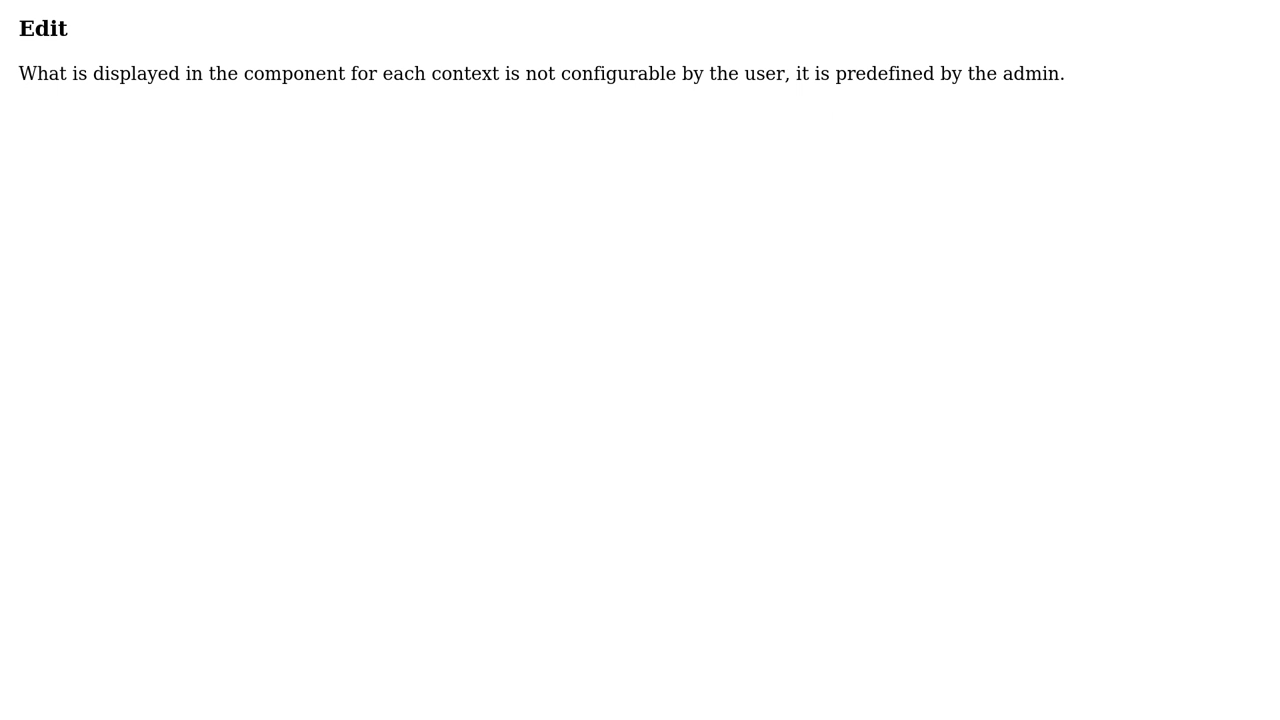 Edit
What is displayed in the component for each context is not configurable by the user, it is predefined by the admin.